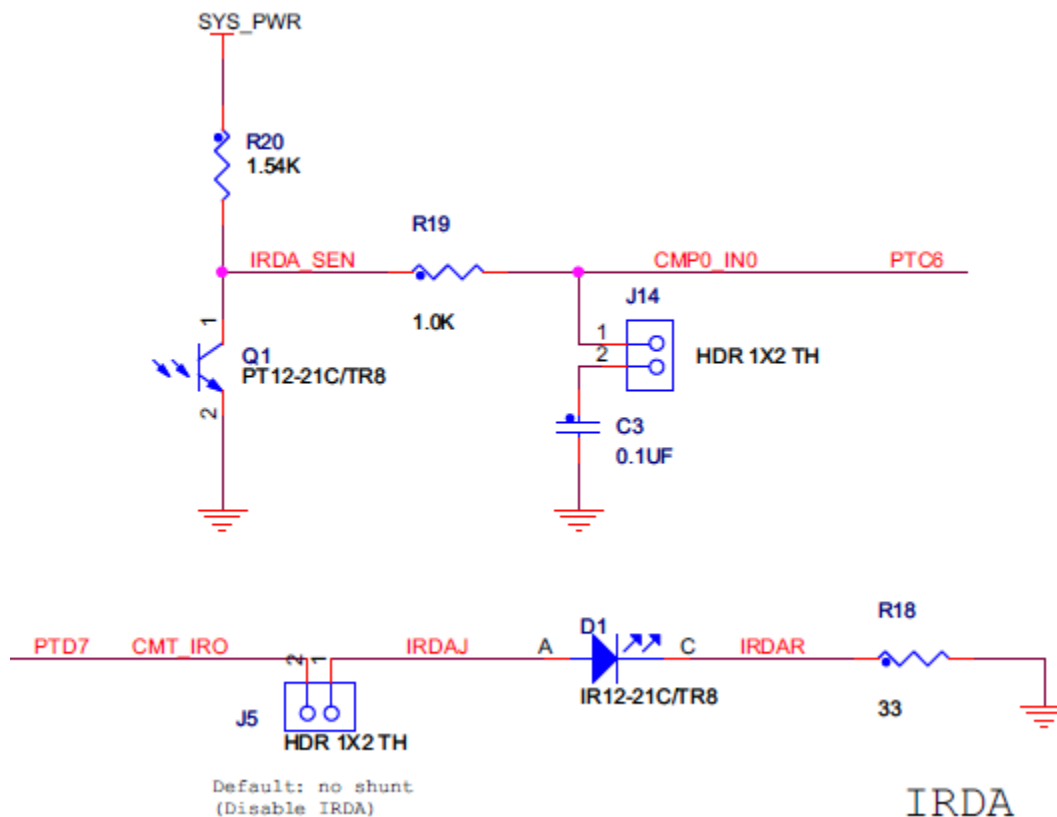 SYS_PWR
R20
1.54K
R19
IRDA_SEN
CMP0_IN0
PTC6
1.0K
J14
1
2
HDR 1X2 TH
1
Q1
PT12-21C/TR8
2
C3
0.1UF
R18
D1
PTD7
CMT_IRO
2
1
IRDAJ
A
C
IRDAR
IR12-21C/TR8
33
J5
HDR 1X2 TH
Default: no shunt
(Disable IRDA)
IRDA